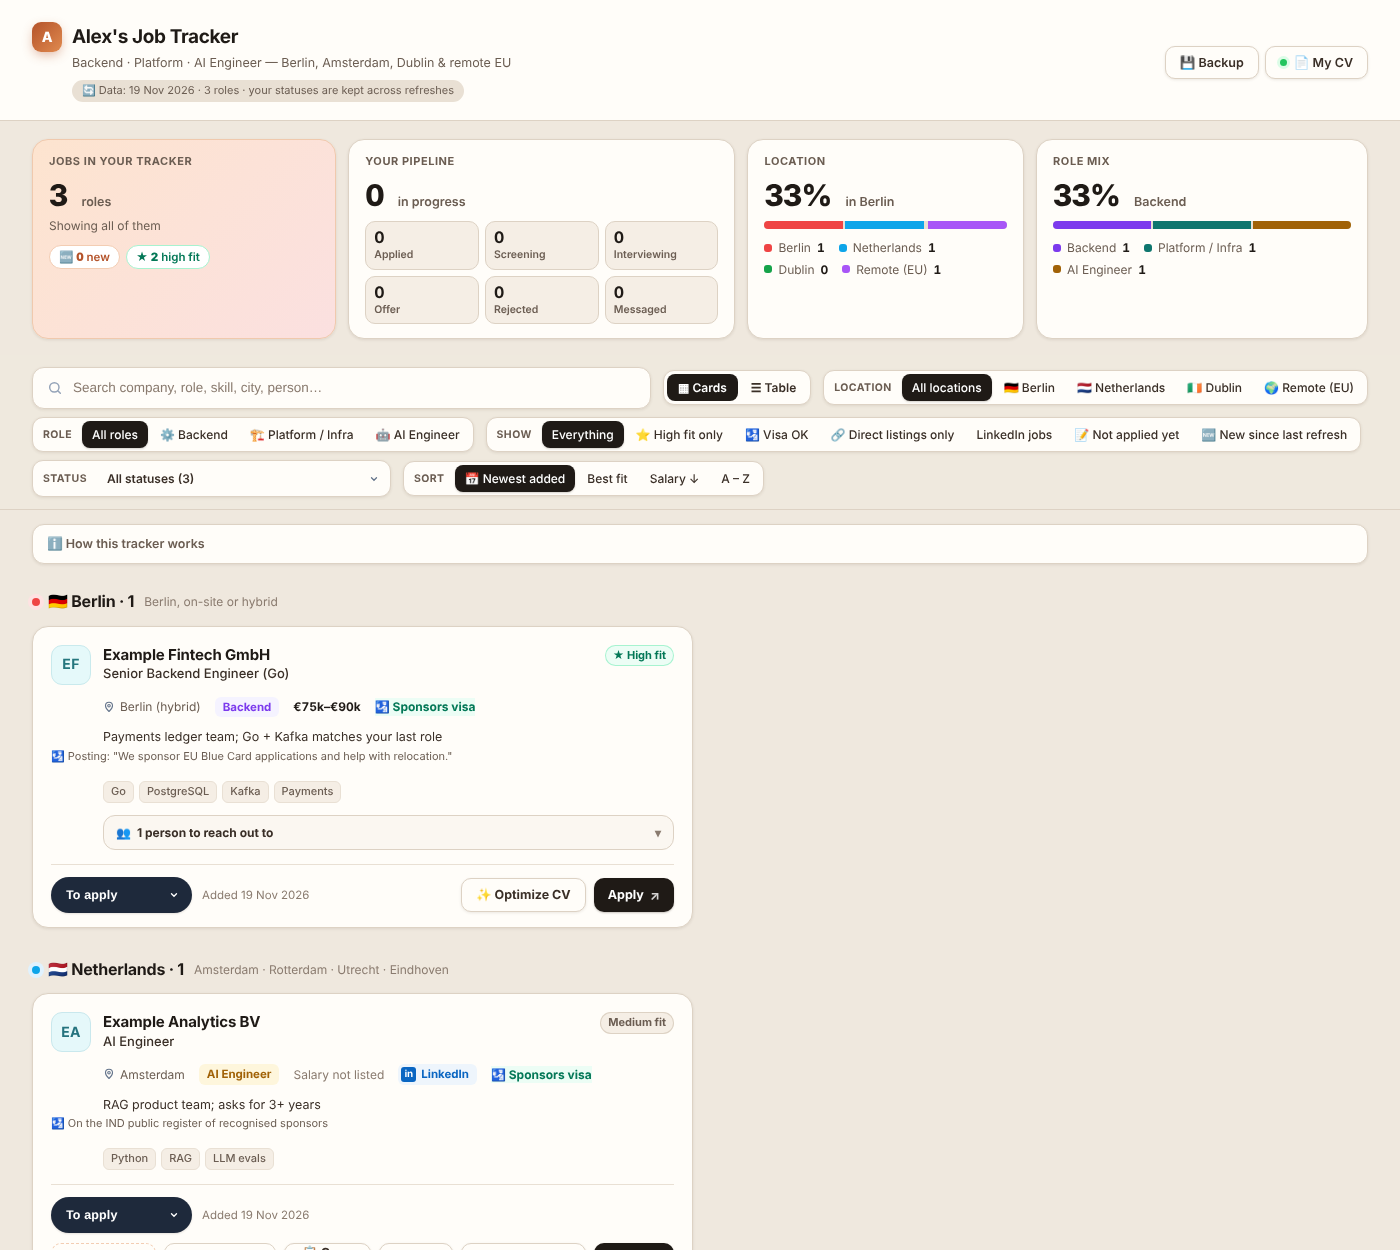 A
Alex's Job Tracker
Backend · Platform · AI Engineer — Berlin, Amsterdam, Dublin & remote EU
Data: 19 Nov 2026 · 3 roles · your statuses are kept across refreshes
Backup
My CV
JOBS IN YOUR TRACKER
3 roles
Showing all of them
0 new
★ 2 high fit
YOUR PIPELINE
0 in progress
0
Applied
0
Screening
0
Interviewing
0
Offer
0
Rejected
0
Messaged
LOCATION
33% in Berlin
Berlin 1
Netherlands 1
Dublin 0
Remote (EU) 1
ROLE MIX
33% Backend
Backend 1
Platform / Infra 1
AI Engineer 1
Search company, role, skill, city, person…
Cards
Table
LOCATION
All locations
Berlin
Netherlands
Dublin
Remote (EU)
ROLE
All roles
Backend
Platform / Infra
AI Engineer
SHOW
Everything
High fit only
Visa OK
Direct listings only
LinkedIn jobs
Not applied yet
New since last refresh
STATUS
All statuses (3)
SORT
Newest added
Best fit
Salary ↓
A – Z
How this tracker works
Berlin · 1 Berlin, on-site or hybrid
EF
Example Fintech GmbH
★ High fit
Senior Backend Engineer (Go)
Berlin (hybrid)
Backend
€75k–€90k
Sponsors visa
Payments ledger team; Go + Kafka matches your last role
Posting: "We sponsor EU Blue Card applications and help with relocation."
Go
PostgreSQL
Kafka
Payments
1 person to reach out to
To apply
Added 19 Nov 2026
Optimize CV
Apply
Netherlands · 1 Amsterdam · Rotterdam · Utrecht · Eindhoven
EA
Example Analytics BV
Medium fit
AI Engineer
Amsterdam
AI Engineer
Salary not listed
in LinkedIn
Sponsors visa
RAG product team; asks for 3+ years
On the IND public register of recognised sponsors
Python
RAG
LLM evals
To apply
Added 19 Nov 2026